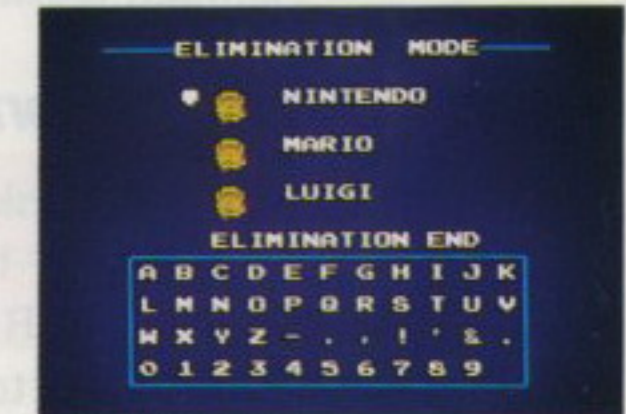 ELIMINATION MODE
NINTENDO
MARIO
LUIGI
ELIMINATION END
A B C D E F G H I J K
L M N O P Q R S T U V
W X Y Z - . , ! ' & .
0 1 2 3 4 5 6 7 8 9